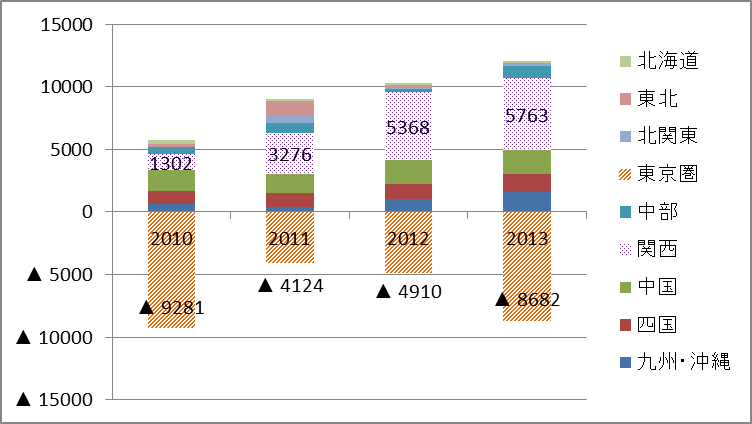 15000
10000
5000
0
▲ 5000
▲ 10000
▲ 15000
1302
3276
5368
5763
2010
2011
2012
2013
▲ 9281
▲ 4124
▲ 4910
▲ 8682
北海道
東北
北関東
東京圏
中部
関西
中国
四国
九州・沖縄